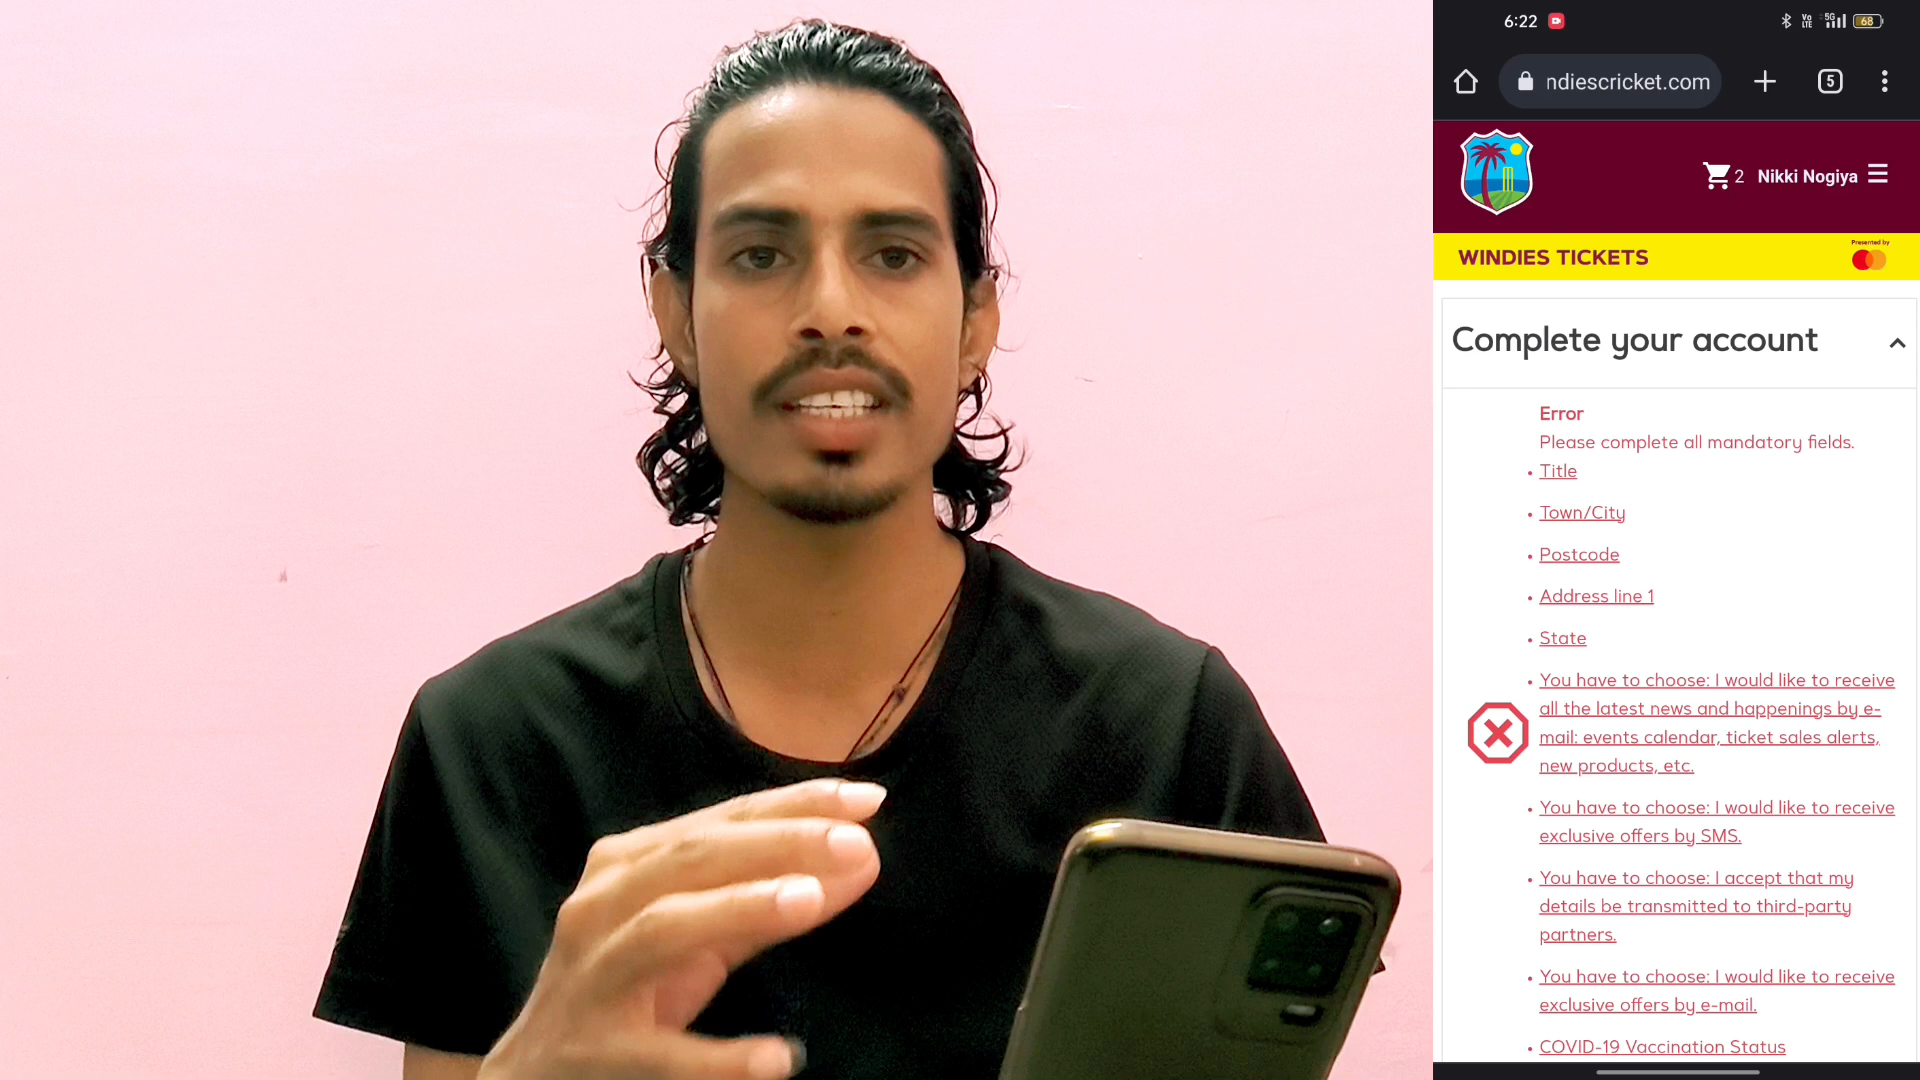 6:22
Vo
LTE
5G
68
ndiescricket.com
5
2 Nikki Nogiya
Presented by
WINDIES TICKETS
Complete your account
Error
Please complete all mandatory fields.
• Title
• Town/City
• Postcode
• Address line 1
• State
• You have to choose: I would like to receive
all the latest news and happenings by e-
mail: events calendar, ticket sales alerts,
new products, etc.
• You have to choose: I would like to receive
exclusive offers by SMS.
• You have to choose: I accept that my
details be transmitted to third-party
partners.
• You have to choose: I would like to receive
exclusive offers by e-mail.
• COVID-19 Vaccination Status